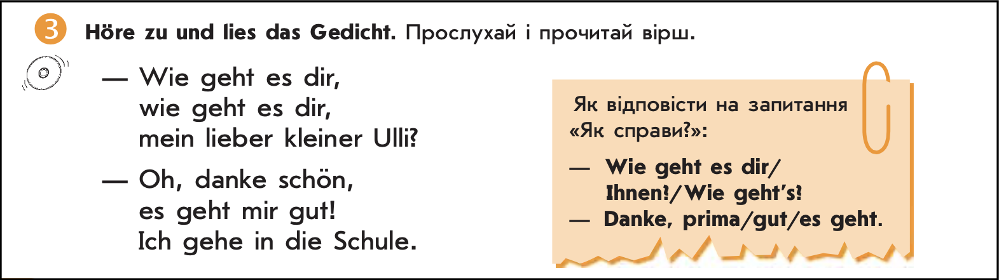 3 Höre zu und lies das Gedicht. Прослухай і прочитай вірш.
— Wie geht es dir,
wie geht es dir,
mein lieber kleiner Ulli?
— Oh, danke schön,
es geht mir gut!
Ich gehe in die Schule.
Як відповісти на запитання
«Як справи?»:
— Wie geht es dir/
Ihnen?/Wie geht's?
— Danke, prima/gut/es geht.